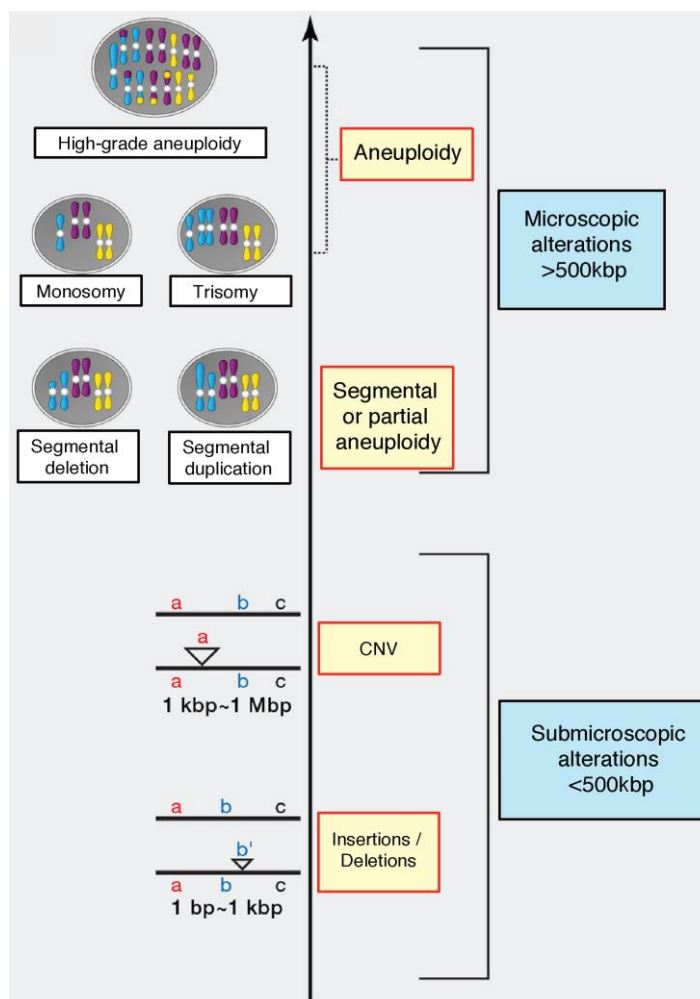 High-grade aneuploidy
Aneuploidy
Microscopic
alterations
>500kbp
Monosomy
Trisomy
Segmental
or partial
aneuploidy
Segmental
deletion
Segmental
duplication
a b c
a
a b c
1 kbp~1 Mbp
CNV
Submicroscopic
alterations
<500kbp
a b c
b'
a b c
1 bp~1 kbp
Insertions /
Deletions